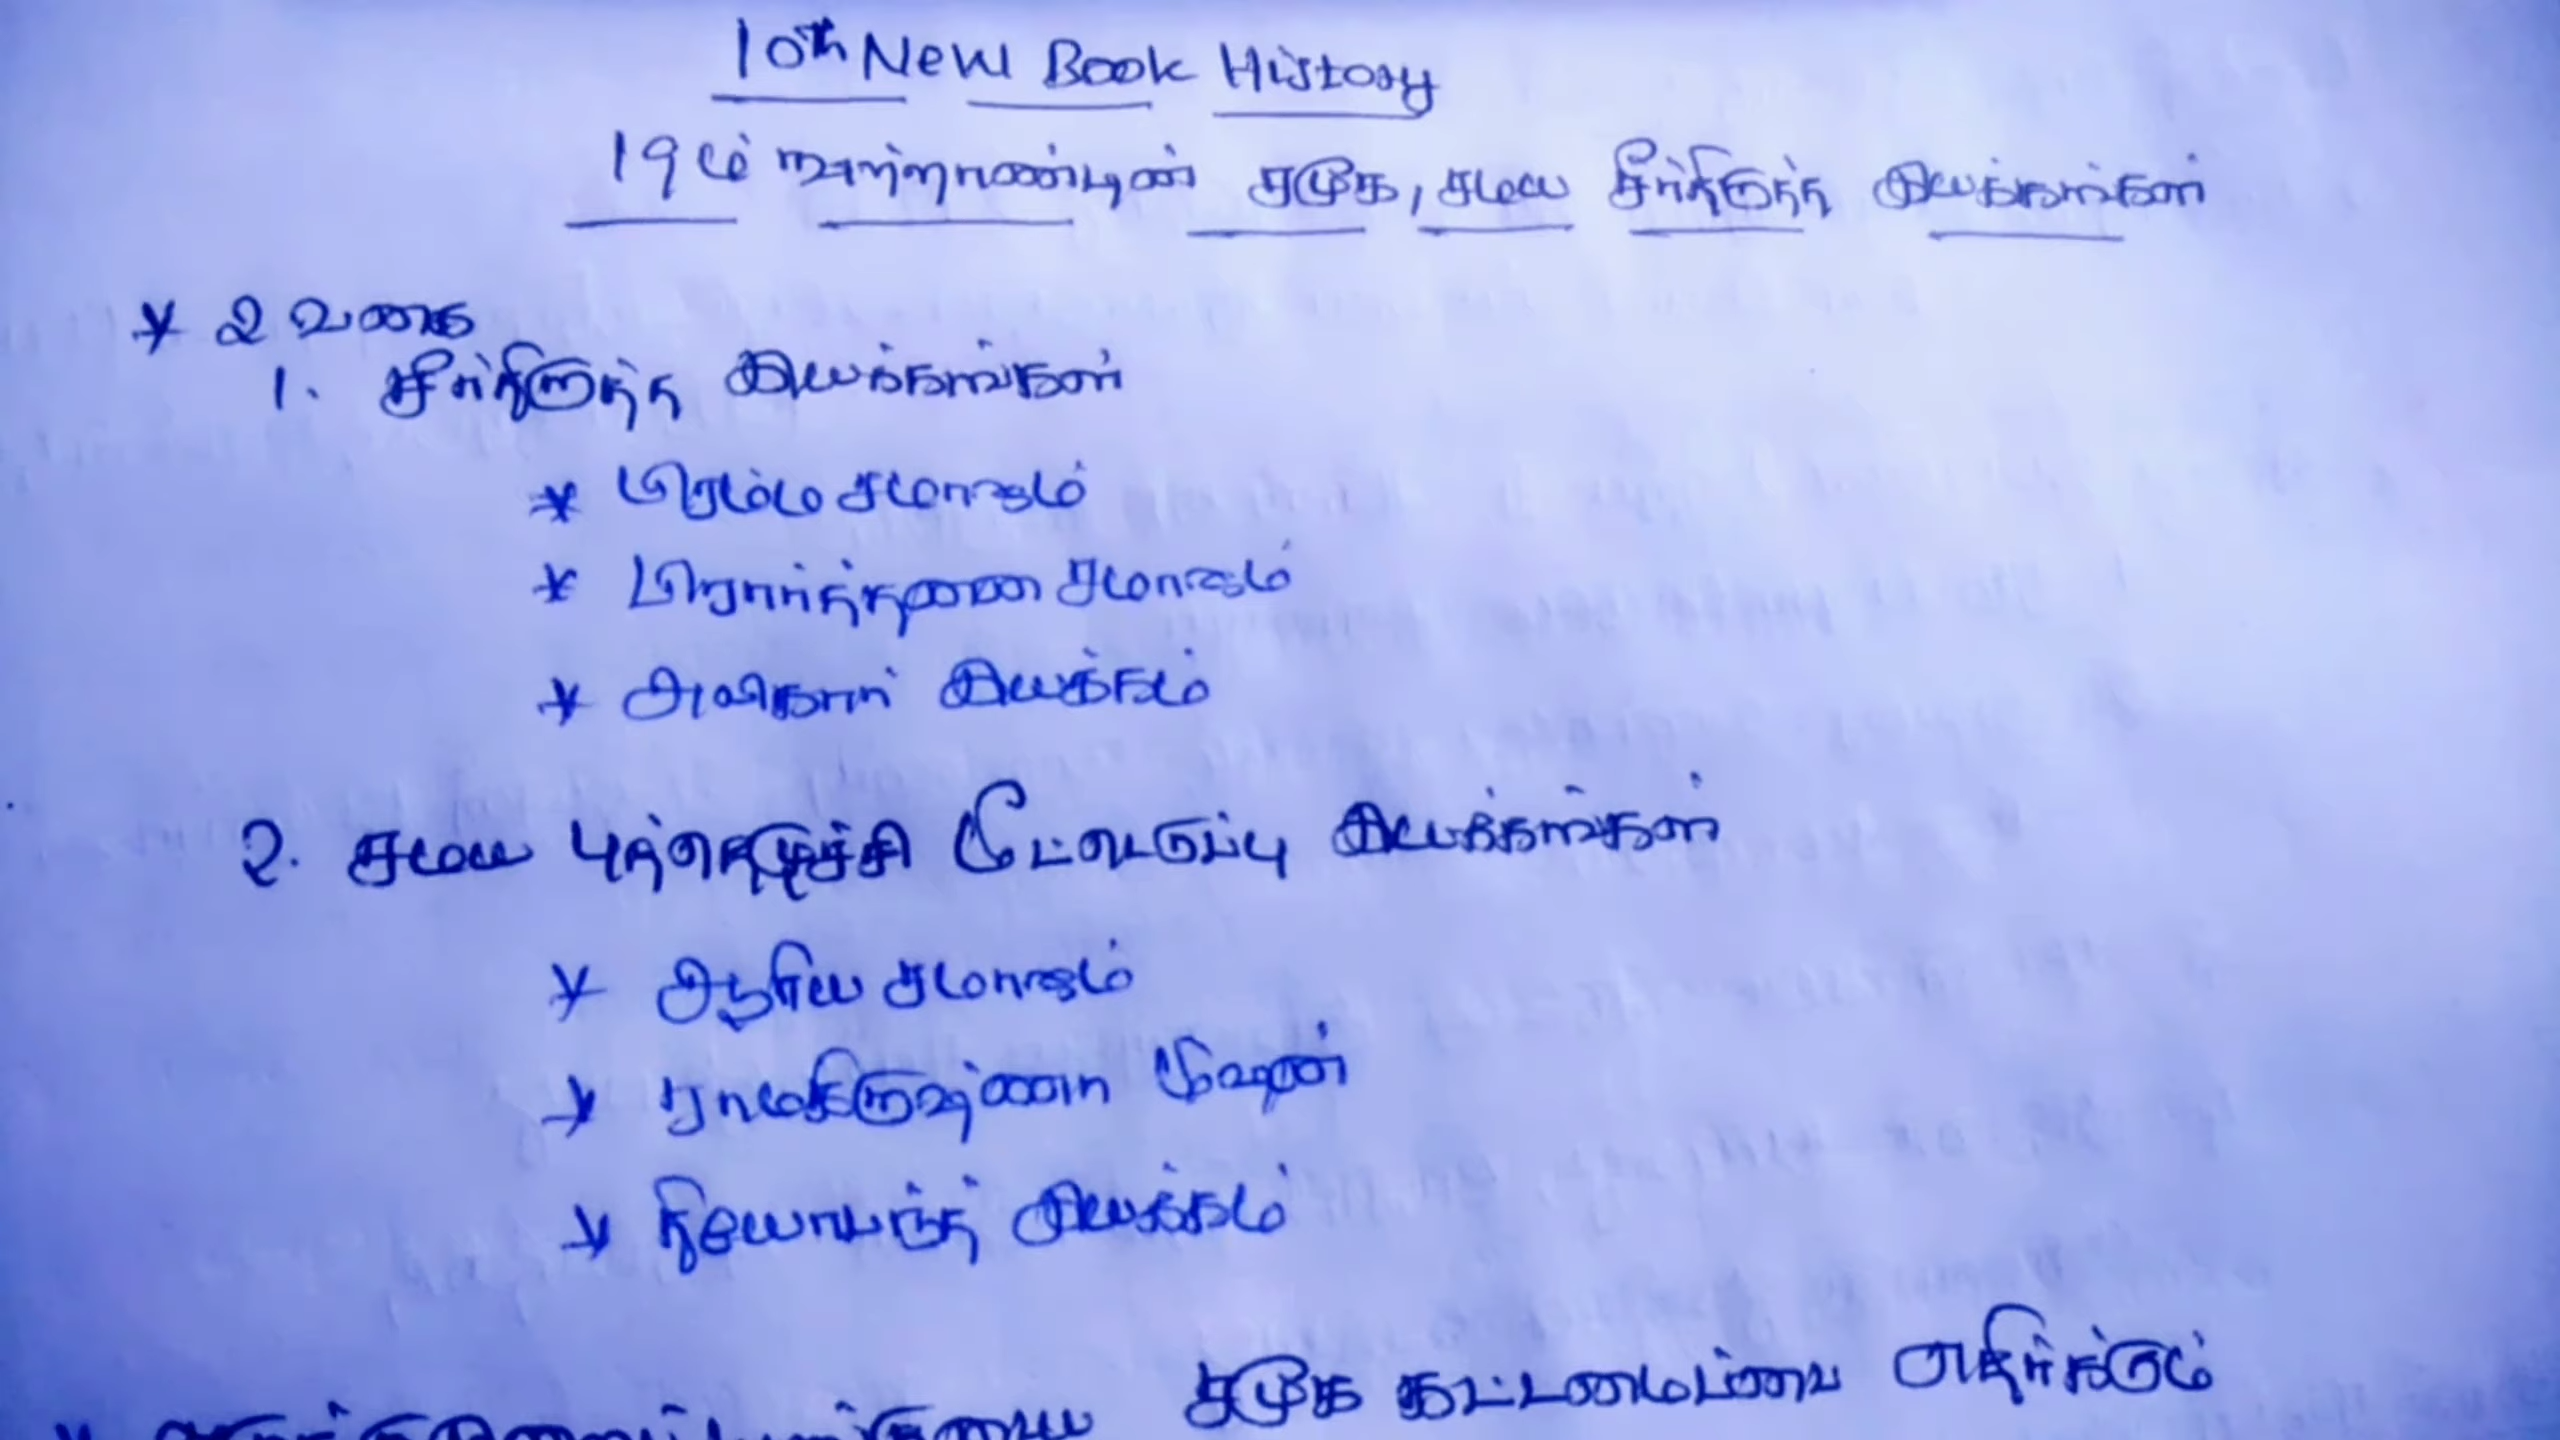 10th New Book History
19ம் நூற்றாண்டின் சமூக, சமய சீர்திருத்த இயக்கங்கள்
* 2 வகை
1. சீர்திருத்த இயக்கங்கள்
* பிரம்ம சமாஜம்
* பிரார்த்தனை சமாஜம்
* அலிகார் இயக்கம்
2. சமய புத்தெழுச்சி மீட்டெடுப்பு இயக்கங்கள்
* ஆரிய சமாஜம்
* ராமகிருஷ்ணா மிஷன்
* தியோபந்த் இயக்கம்
சமூக கட்டமைப்பை எதிர்க்கும்